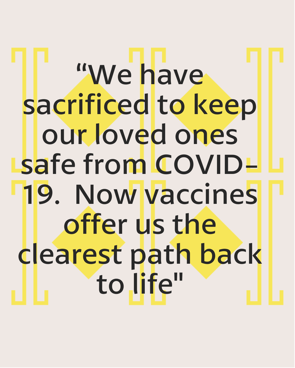 “We have
sacrificed to keep
our loved ones
safe from COVID-
19.  Now vaccines
offer us the
clearest path back
to life"